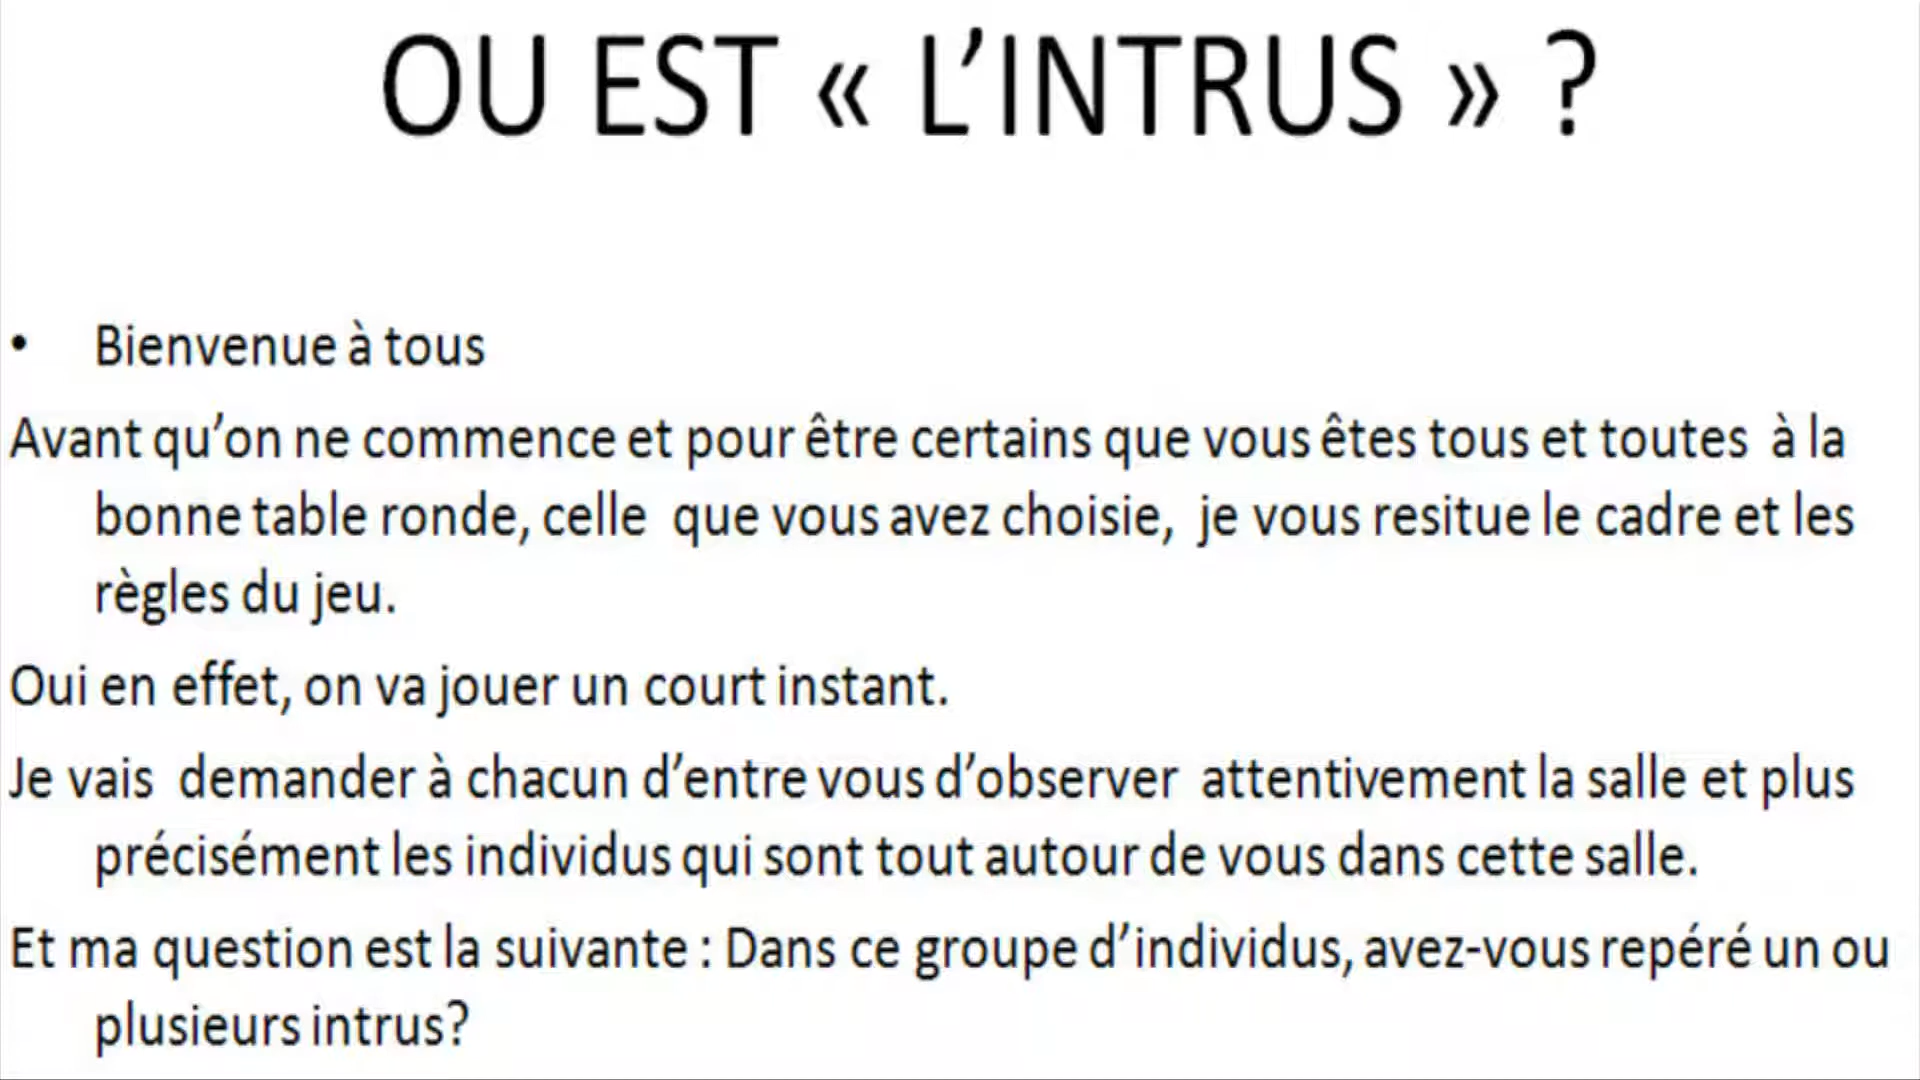 OU EST « L’INTRUS » ?
• Bienvenue à tous
Avant qu’on ne commence et pour être certains que vous êtes tous et toutes à la
bonne table ronde, celle que vous avez choisie, je vous resitue le cadre et les
règles du jeu.
Oui en effet, on va jouer un court instant.
Je vais demander à chacun d’entre vous d’observer attentivement la salle et plus
précisément les individus qui sont tout autour de vous dans cette salle.
Et ma question est la suivante : Dans ce groupe d’individus, avez-vous repéré un ou
plusieurs intrus?